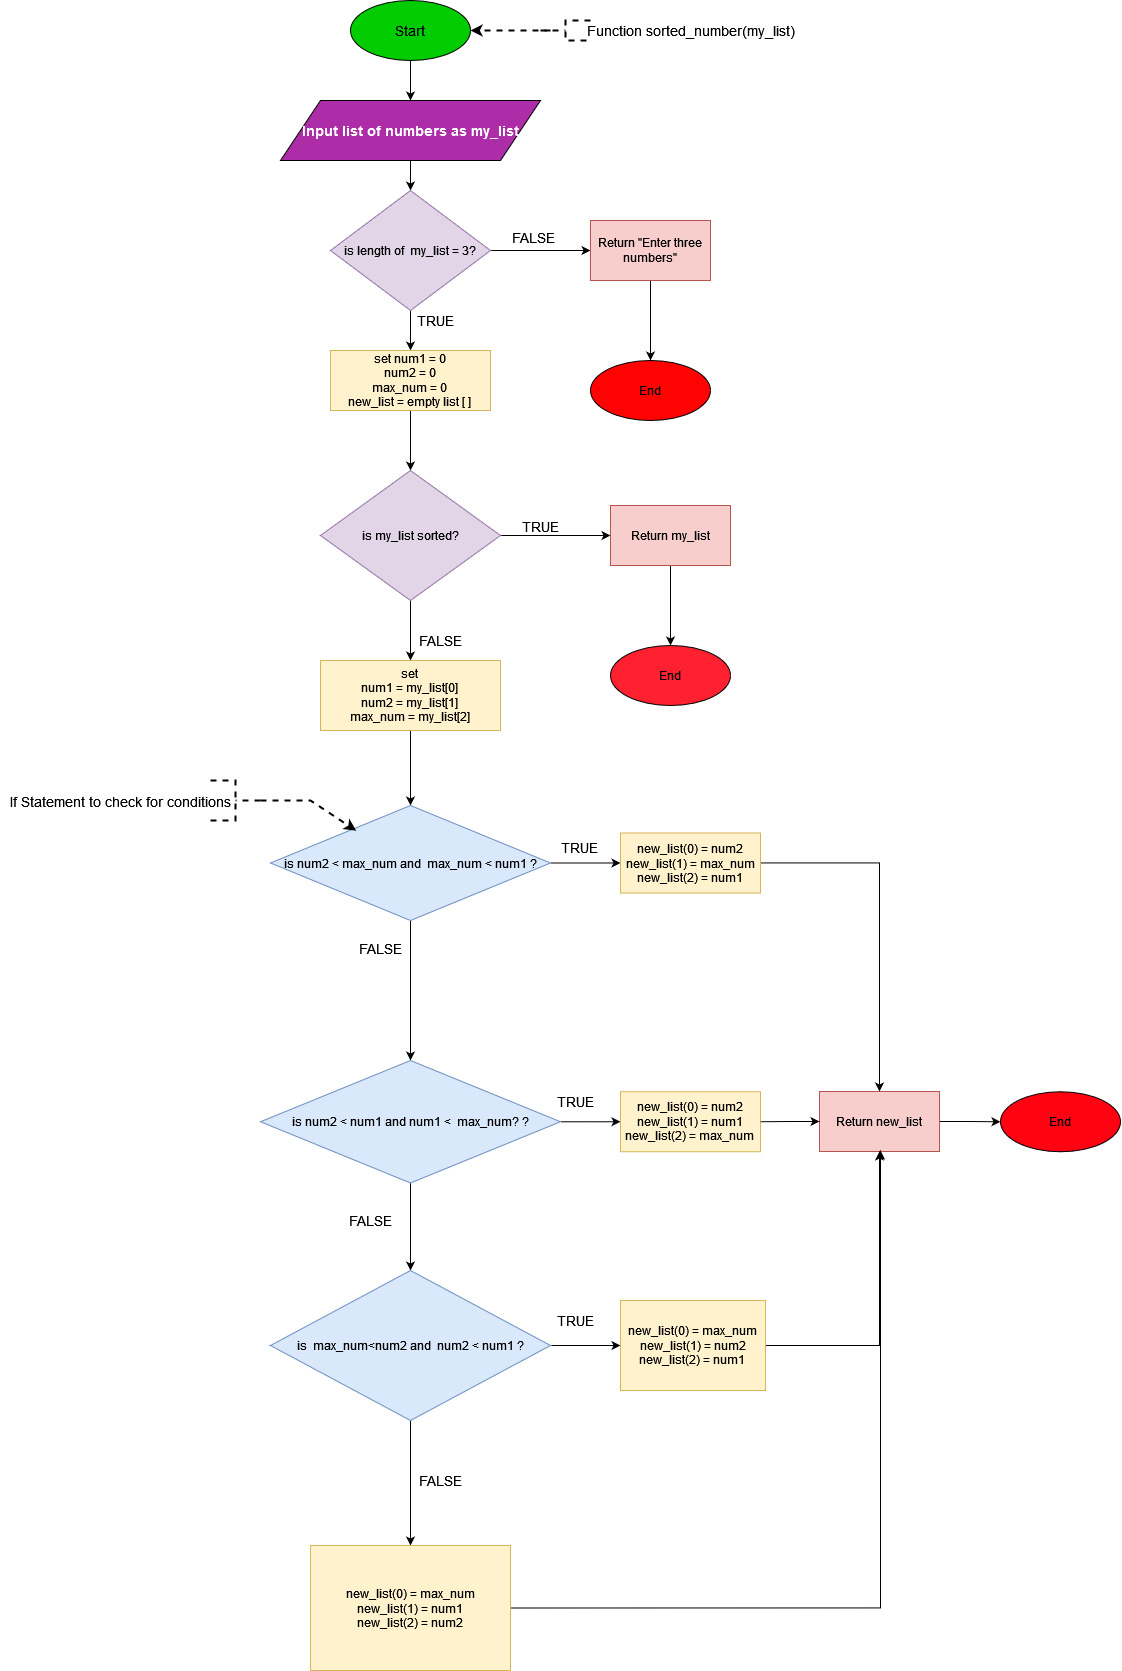 Start
Function sorted_number(my_list)
Input list of numbers as my_list
is length of my_list = 3?
FALSE
Return "Enter three
numbers"
TRUE
End
set num1 = 0
num2 = 0
max_num = 0
new_list = empty list [ ]
is my_list sorted?
TRUE
Return my_list
FALSE
End
set
num1 = my_list[0]
num2 = my_list[1]
max_num = my_list[2]
If Statement to check for conditions
is num2 < max_num and max_num < num1 ?
TRUE
new_list(0) = num2
new_list(1) = max_num
new_list(2) = num1
FALSE
is num2 < num1 and num1 < max_num? ?
TRUE
new_list(0) = num2
new_list(1) = num1
new_list(2) = max_num
Return new_list
End
FALSE
is max_num<num2 and num2 < num1 ?
TRUE
new_list(0) = max_num
new_list(1) = num2
new_list(2) = num1
FALSE
new_list(0) = max_num
new_list(1) = num1
new_list(2) = num2